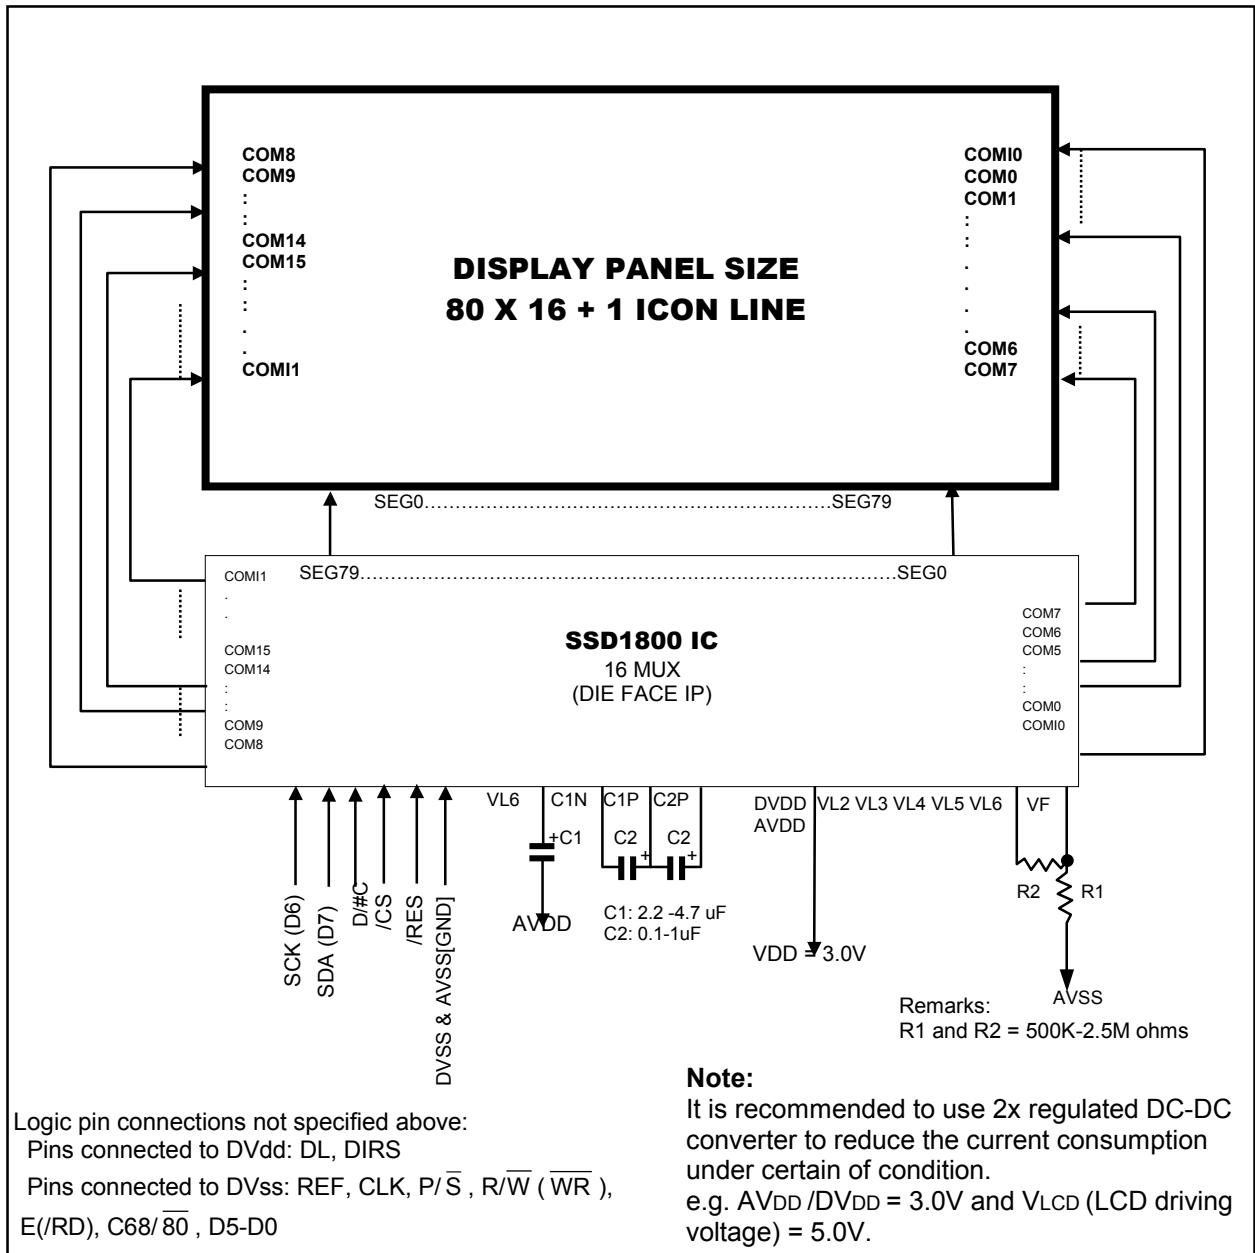 COM8
COM9
:
:
COM14
COM15
:
:
.
.
COMI1
COMI0
COM0
COM1
:
:
.
.
.
.
COM6
COM7
DISPLAY PANEL SIZE
80 X 16 + 1 ICON LINE
SEG0.................................................................SEG79
SEG79.......................................................................................SEG0
COMI1
.
.
COM15
COM14
:
:
COM9
COM8
SSD1800 IC
16 MUX
(DIE FACE IP)
COM7
COM6
COM5
:
:
COM0
COMI0
VL6 C1N C1P C2P DVDD VL2 VL3 VL4 VL5 VL6 VF
AVDD
+C1 C2 + C2 +
SCK (D6)
SDA (D7)
D/#C
/CS
/RES
DVSS & AVSS[GND]
AVDD
C1: 2.2 -4.7 uF
C2: 0.1-1uF
VDD = 3.0V
R2 R1
AVSS
Remarks:
R1 and R2 = 500K-2.5M ohms
Logic pin connections not specified above:
Pins connected to DVdd: DL, DIRS
Pins connected to DVss: REF, CLK, P/ S̅ , R/W̅ ( W̅R̅ ),
E(/RD), C68/ 8̅0̅ , D5-D0
Note:
It is recommended to use 2x regulated DC-DC
converter to reduce the current consumption
under certain of condition.
e.g. AVDD /DVDD = 3.0V and VLCD (LCD driving
voltage) = 5.0V.